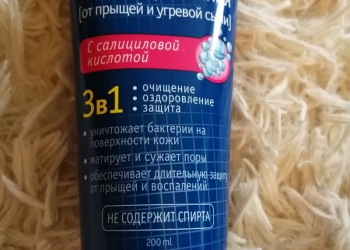 [от прыщей и угревой сыпи]
С салициловой
кислотой
3в1
• очищение
• оздоровление
• защита
• уничтожает бактерии на
поверхности кожи
• матирует и сужает поры
• обеспечивает длительную защиту
от прыщей и воспалений
НЕ СОДЕРЖИТ СПИРТА
200 ml